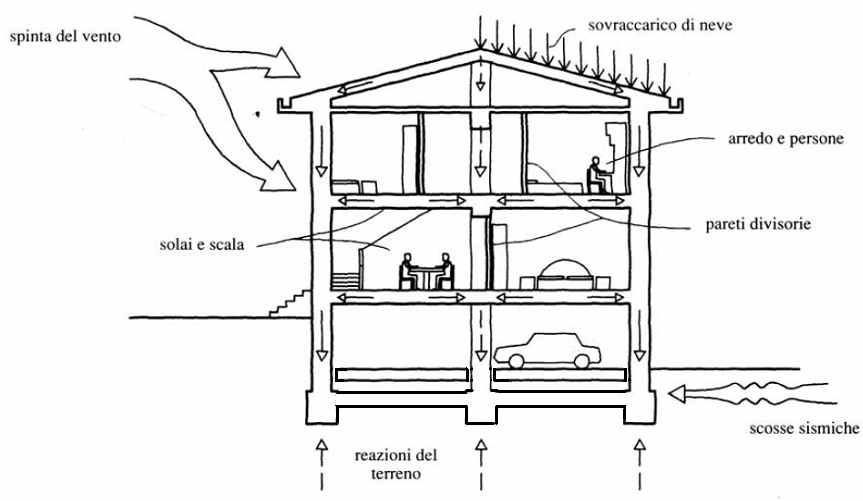 sovraccarico di neve
spinta del vento
arredo e persone
pareti divisorie
solai e scala
scosse sismiche
reazioni del
terreno